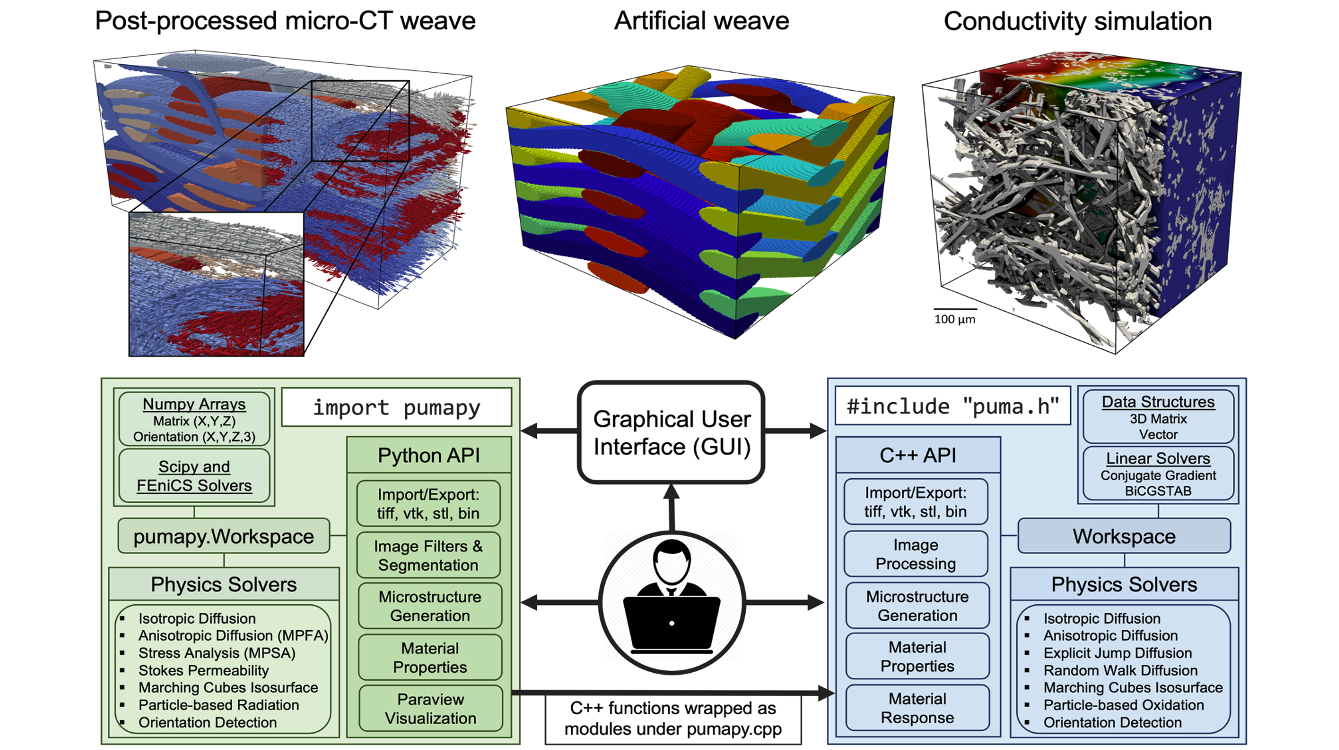 Post-processed micro-CT weave
Artificial weave
Conductivity simulation
100 µm
Numpy Arrays
Matrix (X,Y,Z)
Orientation (X,Y,Z,3)
Scipy and
FEniCS Solvers
pumapy.Workspace
Physics Solvers
▪ Isotropic Diffusion
▪ Anisotropic Diffusion (MPFA)
▪ Stress Analysis (MPSA)
▪ Stokes Permeability
▪ Marching Cubes Isosurface
▪ Particle-based Radiation
▪ Orientation Detection
import pumapy
Python API
Import/Export:
tiff, vtk, stl, bin
Image Filters &
Segmentation
Microstructure
Generation
Material
Properties
Paraview
Visualization
Graphical User
Interface (GUI)
C++ functions wrapped as
modules under pumapy.cpp
#include "puma.h"
C++ API
Import/Export:
tiff, vtk, stl, bin
Image
Processing
Microstructure
Generation
Material
Properties
Material
Response
Data Structures
3D Matrix
Vector
Linear Solvers
Conjugate Gradient
BiCGSTAB
Workspace
Physics Solvers
▪ Isotropic Diffusion
▪ Anisotropic Diffusion
▪ Explicit Jump Diffusion
▪ Random Walk Diffusion
▪ Marching Cubes Isosurface
▪ Particle-based Oxidation
▪ Orientation Detection